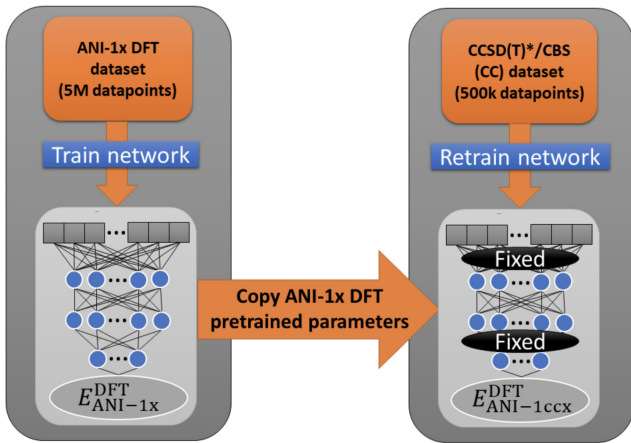 ANI-1x DFT
dataset
(5M datapoints)
Train network
E^DFT_ANI−1x
Copy ANI-1x DFT
pretrained parameters
CCSD(T)*/CBS
(CC) dataset
(500k datapoints)
Retrain network
Fixed
Fixed
E^DFT_ANI−1ccx